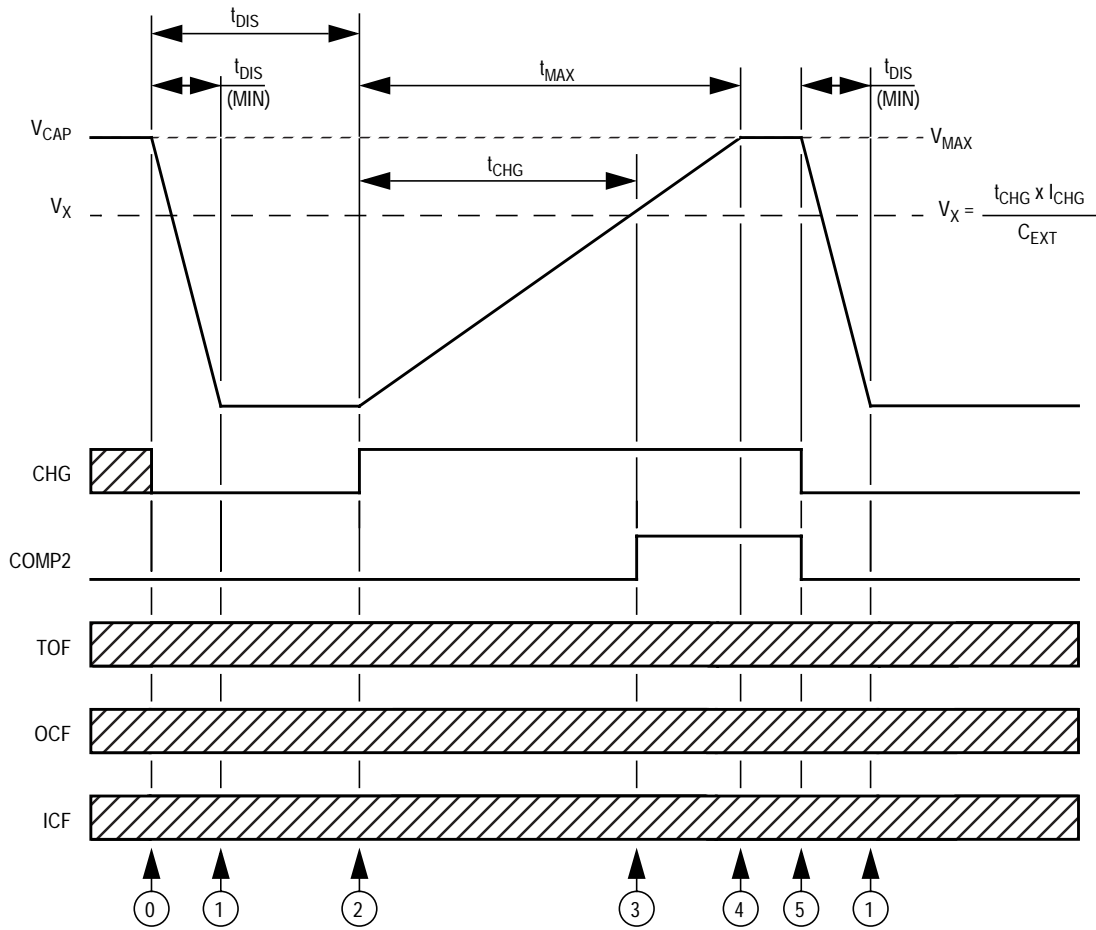 tDIS
tDIS
(MIN)
tMAX
tDIS
(MIN)
VCAP
VMAX
tCHG
VX
VX = tCHG x ICHG
CEXT
CHG
COMP2
TOF
OCF
ICF
0 1 2 3 4 5 1